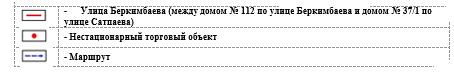 - Улица Беркимбаева (между домом № 112 по улице Беркимбаева и домом № 37/1 по
улице Сатпаева)
- Нестационарный торговый объект
- Маршрут